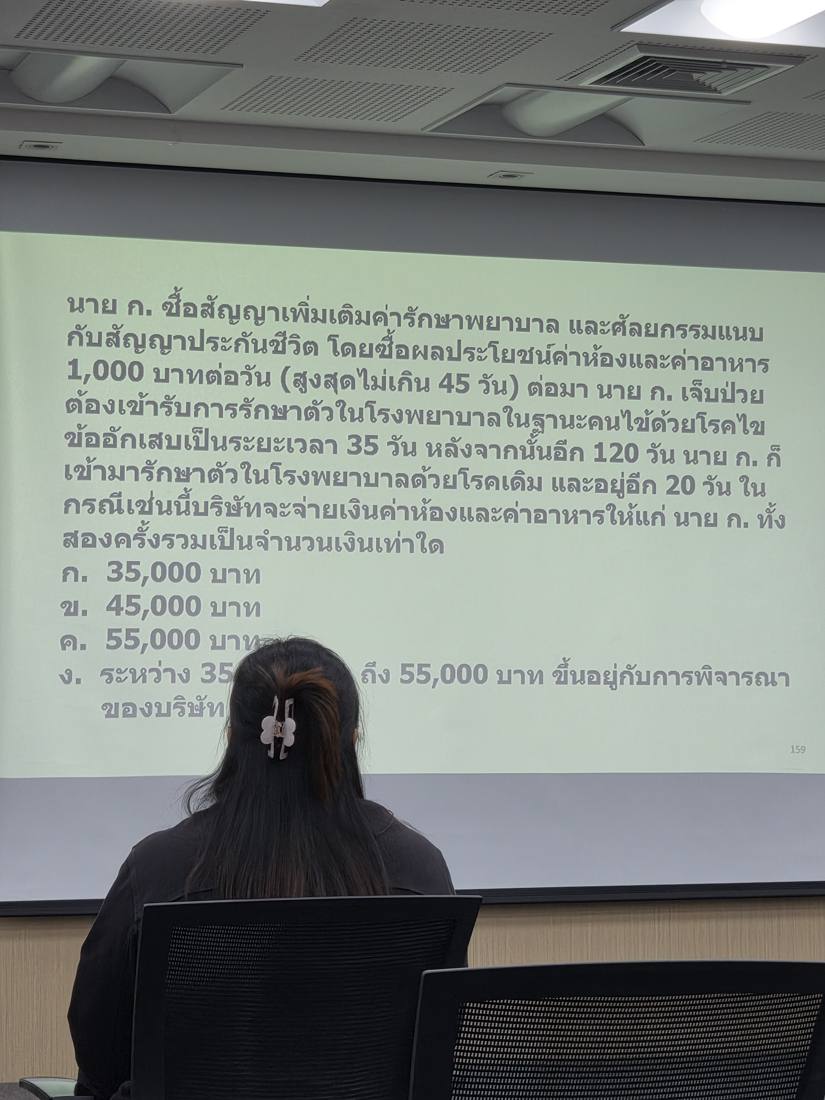 นาย ก. ซื้อสัญญาเพิ่มเติมค่ารักษาพยาบาล และศัลยกรรมแนบ
กับสัญญาประกันชีวิต โดยซื้อผลประโยชน์ค่าห้องและค่าอาหาร
1,000 บาทต่อวัน (สูงสุดไม่เกิน 45 วัน) ต่อมา นาย ก. เจ็บป่วย
ต้องเข้ารับการรักษาตัวในโรงพยาบาลในฐานะคนไข้ด้วยโรคไข
ข้ออักเสบเป็นระยะเวลา 35 วัน หลังจากนั้นอีก 120 วัน นาย ก. ก็
เข้ามารักษาตัวในโรงพยาบาลด้วยโรคเดิม และอยู่อีก 20 วัน ใน
กรณีเช่นนี้บริษัทจะจ่ายเงินค่าห้องและค่าอาหารให้แก่ นาย ก. ทั้ง
สองครั้งรวมเป็นจำนวนเงินเท่าใด
ก. 35,000 บาท
ข. 45,000 บาท
ค. 55,000 บาท
ง. ระหว่าง 35 ถึง 55,000 บาท ขึ้นอยู่กับการพิจารณา
ของบริษัท
159